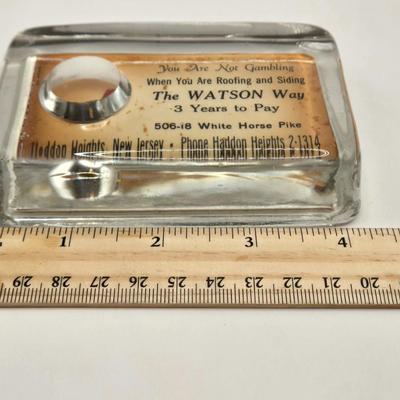 You Are Not Gambling
When You Are Roofing and Siding
The WATSON Way
3 Years to Pay
506-18 White Horse Pike
Haddon Heights, New Jersey • Phone Haddon Heights 2-1314
1 2 3 4
29 28 27 26 25 24 23 22 21 20